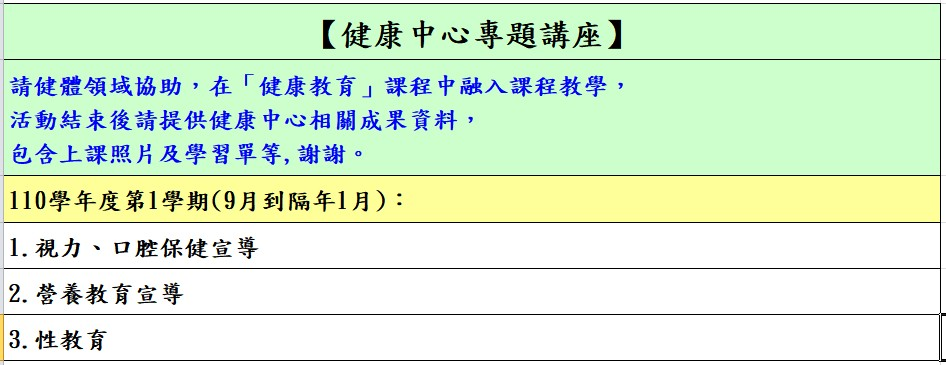 【健康中心專題講座】
請健體領域協助，在「健康教育」課程中融入課程教學，
活動結束後請提供健康中心相關成果資料，
包含上課照片及學習單等,謝謝。
110學年度第1學期(9月到隔年1月)：
1.視力、口腔保健宣導
2.營養教育宣導
3.性教育